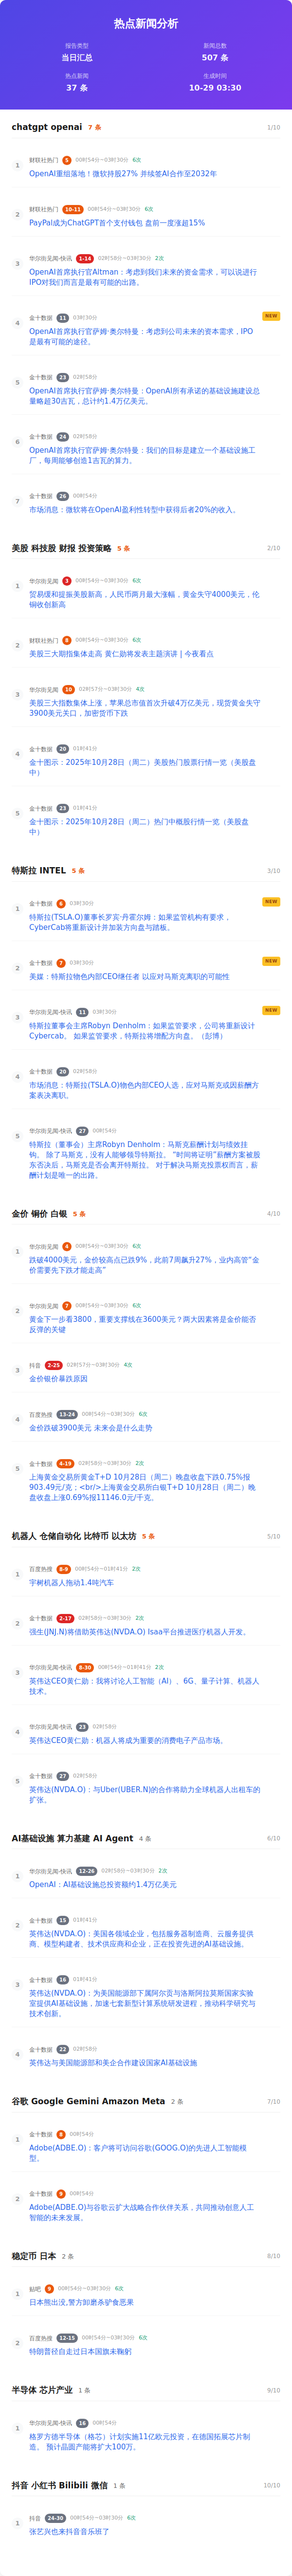 热点新闻分析
报告类型
新闻总数
当日汇总
507 条
热点新闻
生成时间
37 条
10-29 03:30
chatgpt openai 7 条 1/10
1
财联社热门 5 00时54分~03时30分 6次
OpenAI重组落地！微软持股27% 并续签AI合作至2032年
2
财联社热门 10-11 00时54分~03时30分 6次
PayPal成为ChatGPT首个支付钱包 盘前一度涨超15%
3
华尔街见闻-快讯 1-14 02时58分~03时30分 2次
OpenAI首席执行官Altman：考虑到我们未来的资金需求，可以说进行
IPO对我们而言是最有可能的出路。
NEW
4
金十数据 11 03时30分
OpenAI首席执行官萨姆·奥尔特曼：考虑到公司未来的资本需求，IPO
是最有可能的途径。
5
金十数据 23 02时58分
OpenAI首席执行官萨姆·奥尔特曼：OpenAI所有承诺的基础设施建设总
量略超30吉瓦，总计约1.4万亿美元。
6
金十数据 24 02时58分
OpenAI首席执行官萨姆·奥尔特曼：我们的目标是建立一个基础设施工
厂，每周能够创造1吉瓦的算力。
7
金十数据 26 00时54分
市场消息：微软将在OpenAI盈利性转型中获得后者20%的收入。
美股 科技股 财报 投资策略 5 条 2/10
1
华尔街见闻 3 00时54分~03时30分 6次
贸易缓和提振美股新高，人民币两月最大涨幅，黄金失守4000美元，伦
铜收创新高
2
财联社热门 8 00时54分~03时30分 6次
美股三大期指集体走高 黄仁勋将发表主题演讲 | 今夜看点
3
华尔街见闻 10 02时57分~03时30分 4次
美股三大指数集体上涨，苹果总市值首次升破4万亿美元，现货黄金失守
3900美元关口，加密货币下跌
4
金十数据 20 01时41分
金十图示：2025年10月28日（周二）美股热门股票行情一览（美股盘
中）
5
金十数据 23 01时41分
金十图示：2025年10月28日（周二）热门中概股行情一览（美股盘
中）
特斯拉 INTEL 5 条 3/10
NEW
1
金十数据 6 03时30分
特斯拉(TSLA.O)董事长罗宾·丹霍尔姆：如果监管机构有要求，
CyberCab将重新设计并加装方向盘与踏板。
NEW
2
金十数据 7 03时30分
美媒：特斯拉物色内部CEO继任者 以应对马斯克离职的可能性
NEW
3
华尔街见闻-快讯 11 03时30分
特斯拉董事会主席Robyn Denholm：如果监管要求，公司将重新设计
Cybercab。 如果监管要求，特斯拉将增配方向盘。（彭博）
4
金十数据 20 02时58分
市场消息：特斯拉(TSLA.O)物色内部CEO人选，应对马斯克或因薪酬方
案表决离职。
5
华尔街见闻-快讯 27 00时54分
特斯拉（董事会）主席Robyn Denholm：马斯克薪酬计划与绩效挂
钩。 除了马斯克，没有人能够领导特斯拉。 “时间将证明”薪酬方案被股
东否决后，马斯克是否会离开特斯拉。 对于解决马斯克投票权而言，薪
酬计划是唯一的出路。
金价 铜价 白银 5 条 4/10
1
华尔街见闻 4 00时54分~03时30分 6次
跌破4000美元，金价较高点已跌9%，此前7周飙升27%，业内高管“金
价需要先下跌才能走高”
2
华尔街见闻 7 00时54分~03时30分 6次
黄金下一步看3800，重要支撑线在3600美元？两大因素将是金价能否
反弹的关键
3
抖音 2-25 02时57分~03时30分 4次
金价银价暴跌原因
4
百度热搜 13-24 00时54分~03时30分 6次
金价跌破3900美元 未来会是什么走势
5
金十数据 4-19 02时58分~03时30分 2次
上海黄金交易所黄金T+D 10月28日（周二）晚盘收盘下跌0.75%报
903.49元/克；<br/>上海黄金交易所白银T+D 10月28日（周二）晚
盘收盘上涨0.69%报11146.0元/千克。
机器人 仓储自动化 比特币 以太坊 5 条 5/10
1
百度热搜 8-9 00时54分~01时41分 2次
宇树机器人拖动1.4吨汽车
2
金十数据 2-17 02时58分~03时30分 2次
强生(JNJ.N)将借助英伟达(NVDA.O) Isaa平台推进医疗机器人开发。
3
华尔街见闻-快讯 8-30 00时54分~01时41分 2次
英伟达CEO黄仁勋：我将讨论人工智能（AI）、6G、量子计算、机器人
技术。
4
华尔街见闻-快讯 23 02时58分
英伟达CEO黄仁勋：机器人将成为重要的消费电子产品市场。
5
金十数据 27 02时58分
英伟达(NVDA.O)：与Uber(UBER.N)的合作将助力全球机器人出租车的
扩张。
AI基础设施 算力基建 AI Agent 4 条 6/10
1
华尔街见闻-快讯 12-26 02时58分~03时30分 2次
OpenAI：AI基础设施总投资额约1.4万亿美元
2
金十数据 15 01时41分
英伟达(NVDA.O)：美国各领域企业，包括服务器制造商、云服务提供
商、模型构建者、技术供应商和企业，正在投资先进的AI基础设施。
3
金十数据 16 01时41分
英伟达(NVDA.O)：为美国能源部下属阿尔贡与洛斯阿拉莫斯国家实验
室提供AI基础设施，加速七套新型计算系统研发进程，推动科学研究与
技术创新。
4
金十数据 22 02时58分
英伟达与美国能源部和美企合作建设国家AI基础设施
谷歌 Google Gemini Amazon Meta 2 条 7/10
1
金十数据 8 00时54分
Adobe(ADBE.O)：客户将可访问谷歌(GOOG.O)的先进人工智能模
型。
2
金十数据 9 00时54分
Adobe(ADBE.O)与谷歌云扩大战略合作伙伴关系，共同推动创意人工
智能的未来发展。
稳定币 日本 2 条 8/10
1
贴吧 9 00时54分~03时30分 6次
日本熊出没,警方卸磨杀驴食恶果
2
百度热搜 12-15 00时54分~03时30分 6次
特朗普径自走过日本国旗未鞠躬
半导体 芯片产业 1 条 9/10
1
华尔街见闻-快讯 16 00时54分
格罗方德半导体（格芯）计划实施11亿欧元投资，在德国拓展芯片制
造。 预计晶圆产能将扩大100万。
抖音 小红书 Bilibili 微信 1 条 10/10
1
抖音 24-30 00时54分~03时30分 6次
张艺兴也来抖音音乐班了